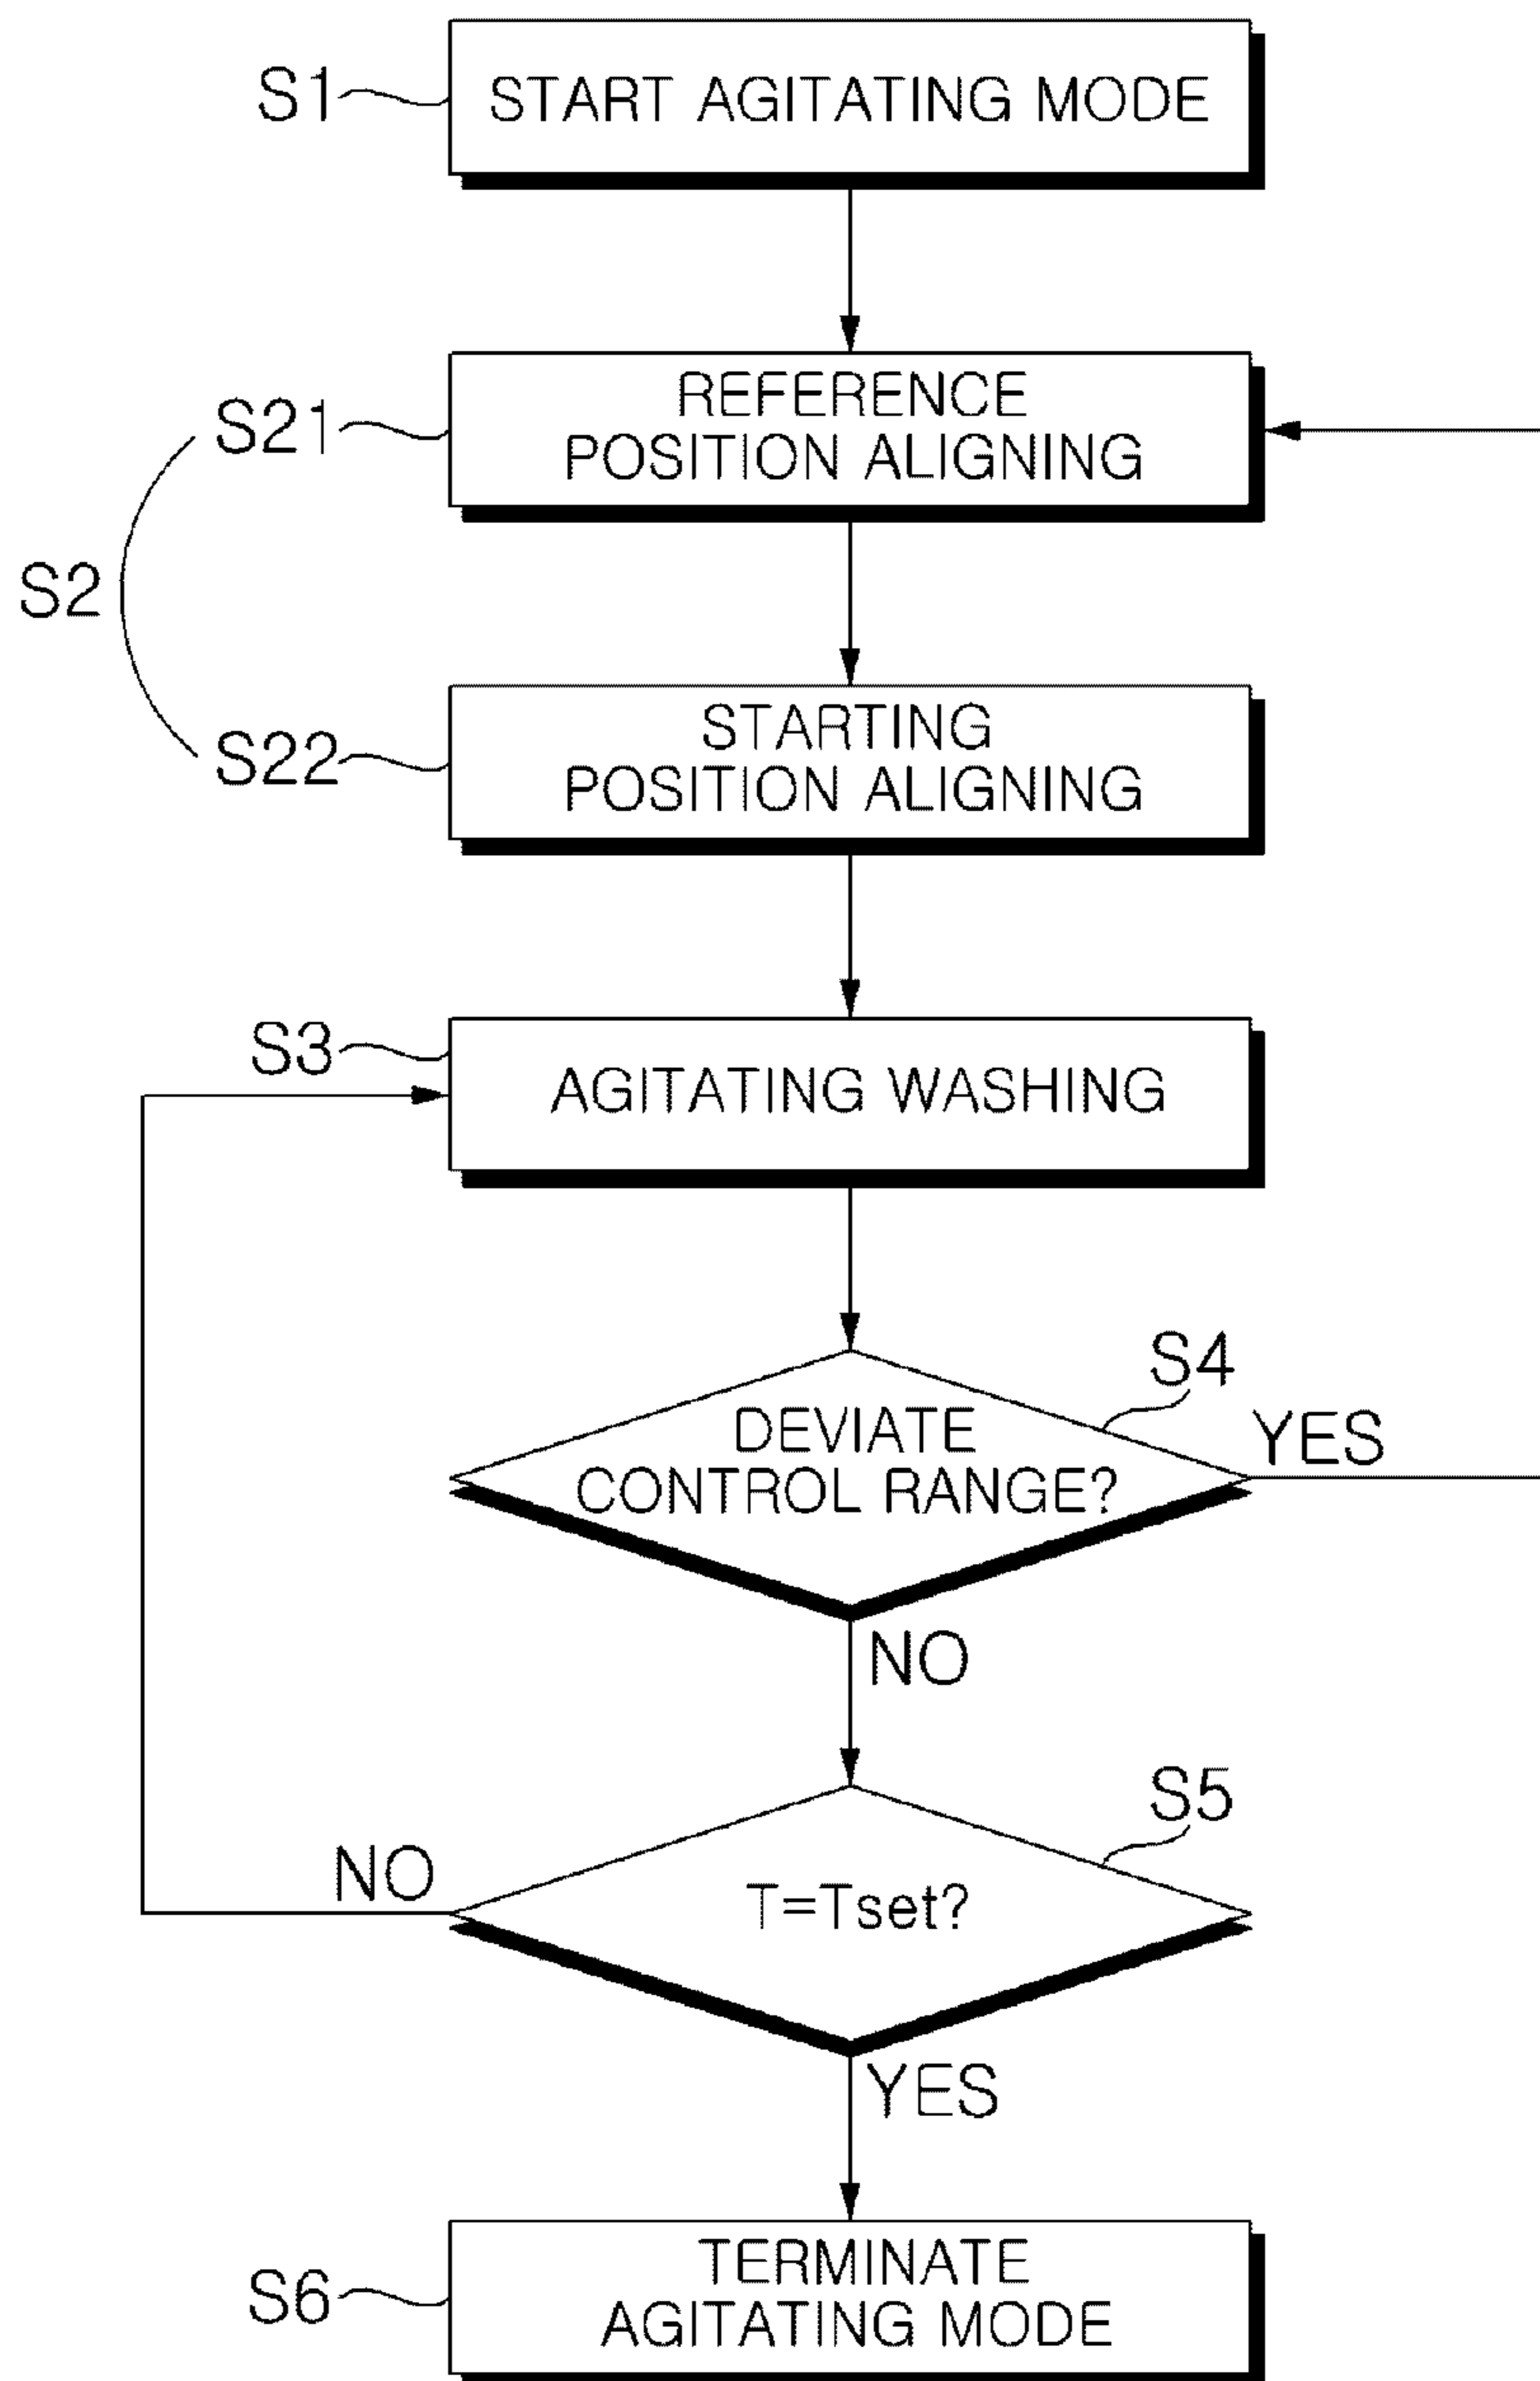 S1
START AGITATING MODE
S21
REFERENCE
POSITION ALIGNING
S2
S22
STARTING
POSITION ALIGNING
S3
AGITATING WASHING
S4
DEVIATE
CONTROL RANGE?
YES
NO
S5
T=Tset?
NO
YES
S6
TERMINATE
AGITATING MODE